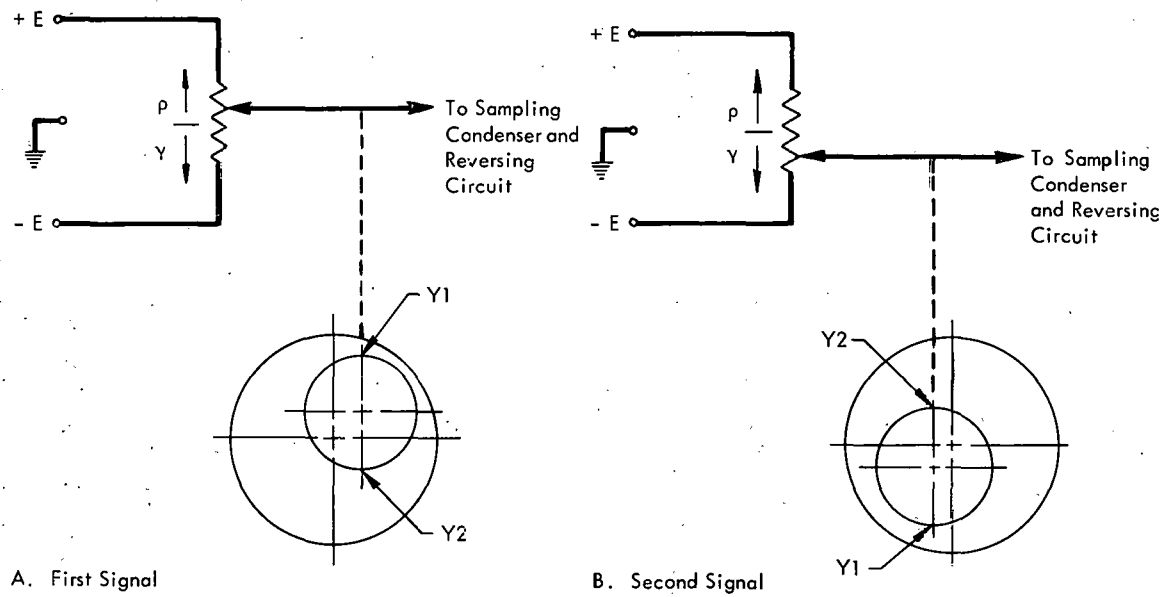 + E
ρ
γ
- E
To Sampling
Condenser and
Reversing
Circuit
Y1
Y2
A. First Signal
+ E
ρ
γ
- E
To Sampling
Condenser
and Reversing
Circuit
Y2
Y1
B. Second Signal